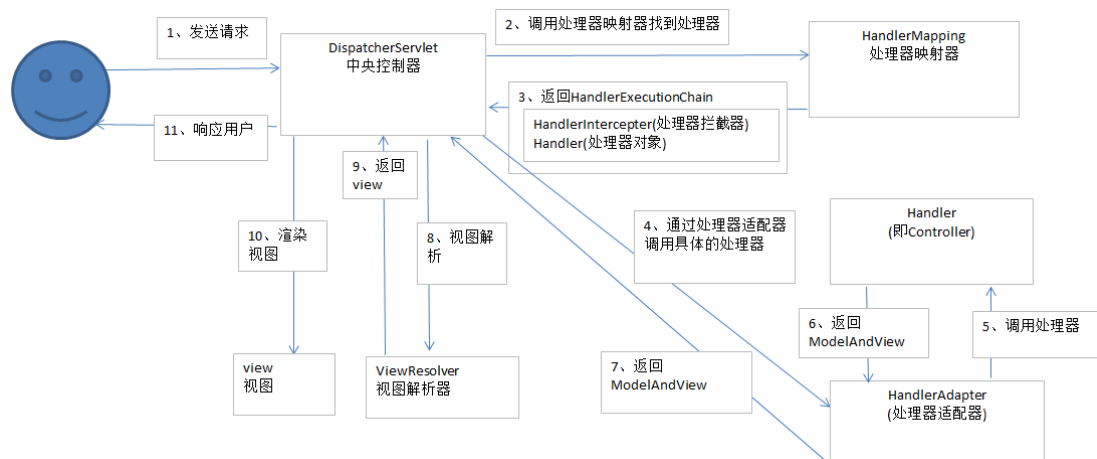 1、发送请求
DispatcherServlet
中央控制器
2、调用处理器映射器找到处理器
HandlerMapping
处理器映射器
3、返回HandlerExecutionChain
HandlerIntercepter(处理器拦截器)
Handler(处理器对象)
11、响应用户
9、返回
view
10、渲染
视图
8、视图解
析
4、通过处理器适配器
调用具体的处理器
Handler
(即Controller)
6、返回
ModelAndView
5、调用处理器
view
视图
ViewResolver
视图解析器
7、返回
ModelAndView
HandlerAdapter
(处理器适配器)